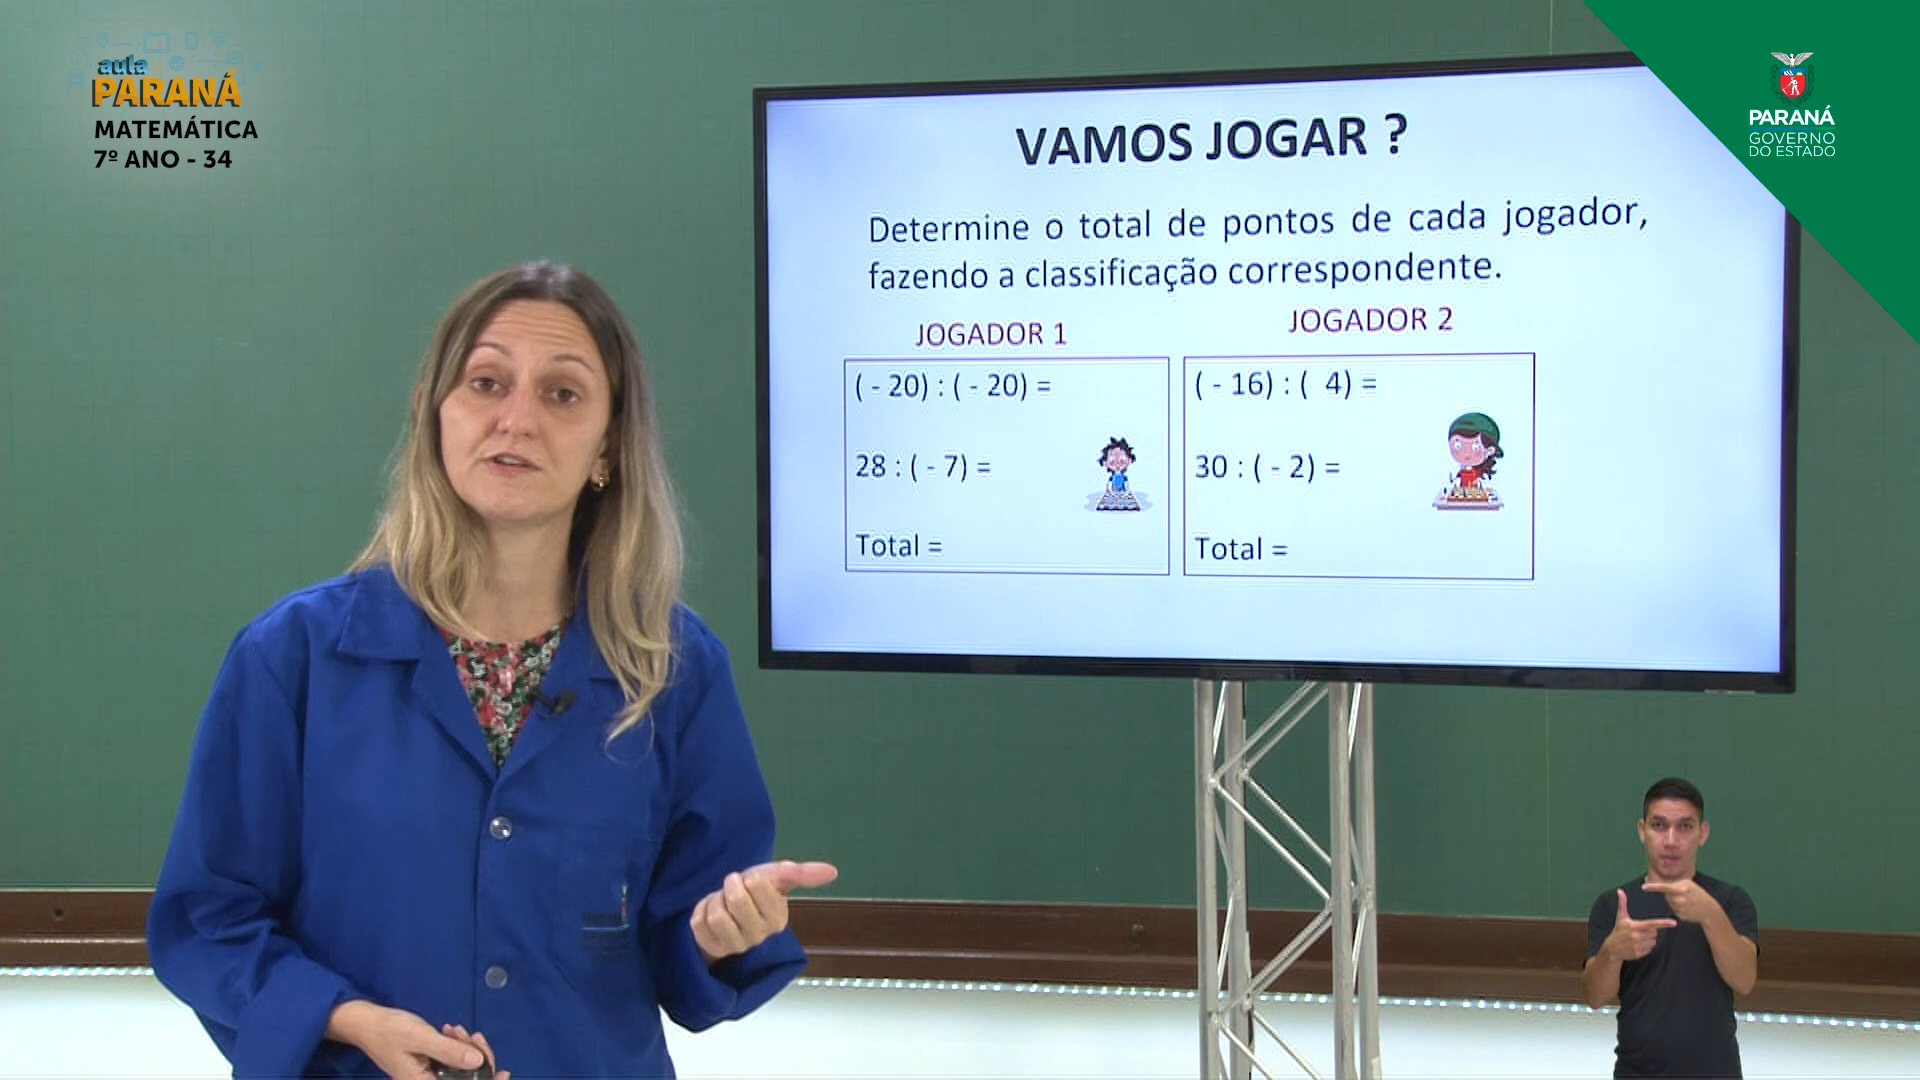 aula
PARANÁ
MATEMÁTICA
7º ANO - 34
PARANÁ
GOVERNO
DO ESTADO
VAMOS JOGAR ?
Determine o total de pontos de cada jogador,
fazendo a classificação correspondente.
JOGADOR 1
( - 20) : ( - 20) =
28 : ( - 7) =
Total =
JOGADOR 2
( - 16) : (  4) =
30 : ( - 2) =
Total =